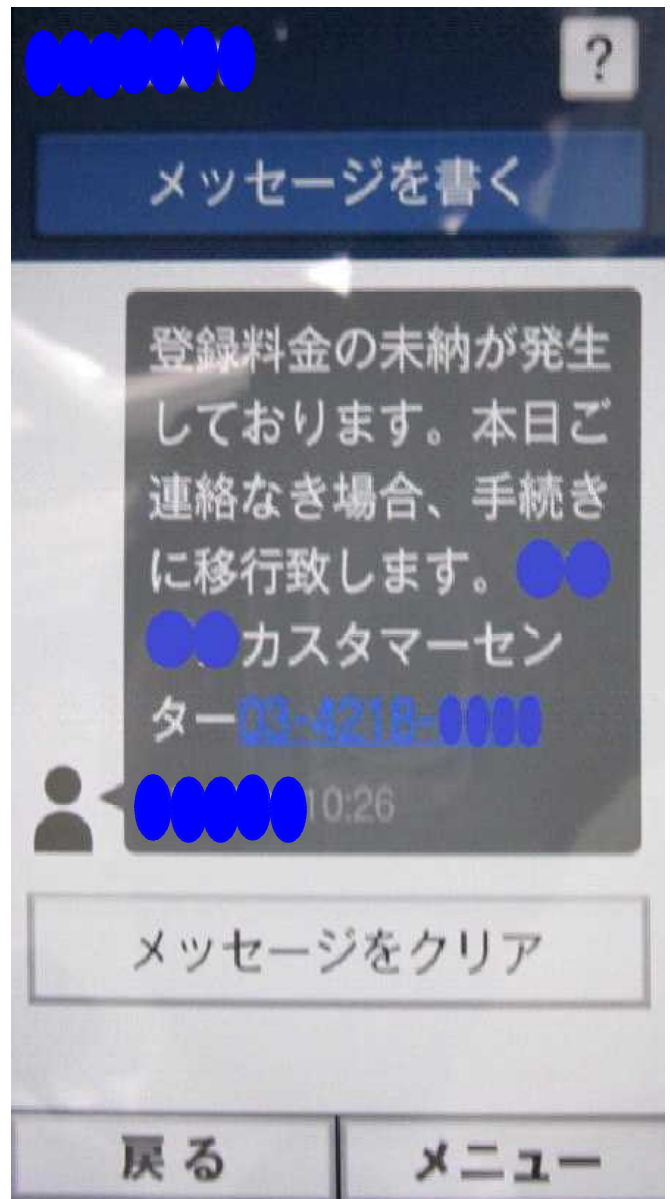 ?
メッセージを書く
登録料金の未納が発生
しております。本日ご
連絡なき場合、手続き
に移行致します。
カスタマーセン
ター03-4218-
10:26
メッセージをクリア
戻る
メニュー